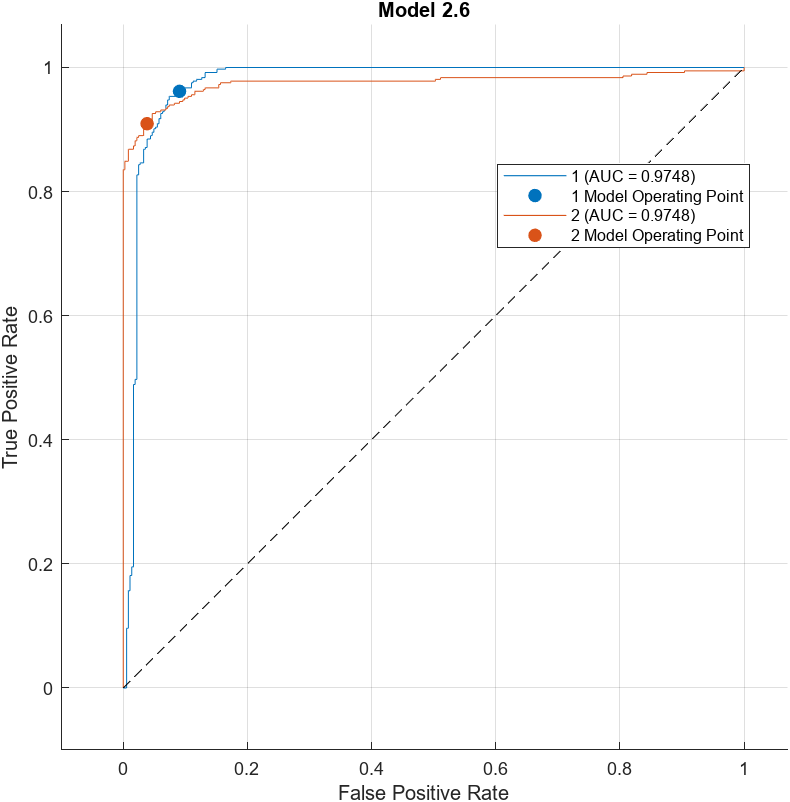 Model 2.6
1
0.8
0.6
0.4
0.2
0
True Positive Rate
1 (AUC = 0.9748)
1 Model Operating Point
2 (AUC = 0.9748)
2 Model Operating Point
0 0.2 0.4 0.6 0.8 1
False Positive Rate